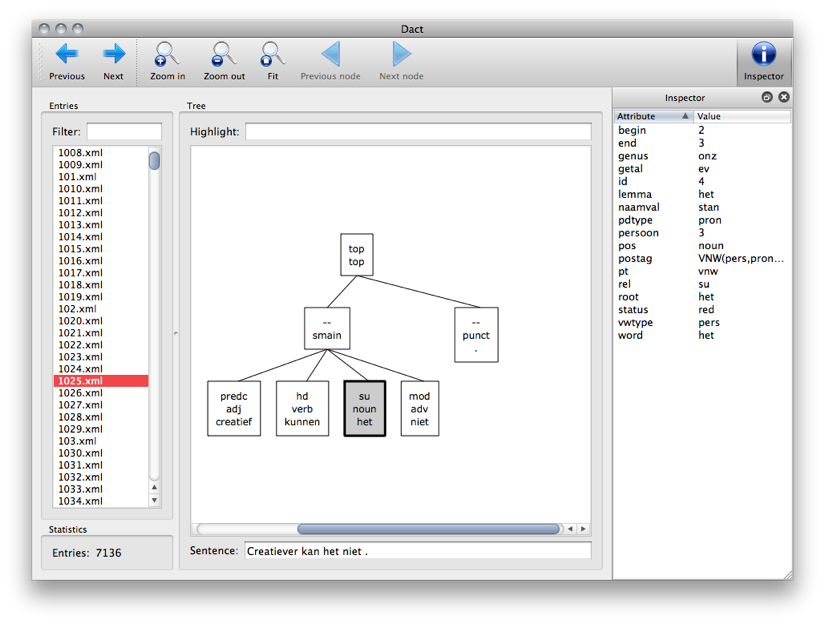 Dact
Previous
Next
Zoom in
Zoom out
Fit
Previous node
Next node
Inspector
Entries
Filter:
1008.xml
1009.xml
101.xml
1010.xml
1011.xml
1012.xml
1013.xml
1014.xml
1015.xml
1016.xml
1017.xml
1018.xml
1019.xml
102.xml
1020.xml
1021.xml
1022.xml
1023.xml
1024.xml
1025.xml
1026.xml
1027.xml
1028.xml
1029.xml
103.xml
1030.xml
1031.xml
1032.xml
1033.xml
1034.xml
Statistics
Entries: 7136
Tree
Highlight:
top
top
--
smain
--
punct
.
predc
adj
creatief
hd
verb
kunnen
su
noun
het
mod
adv
niet
Sentence: Creatiever kan het niet .
Inspector
Attribute Value
begin 2
end 3
genus onz
getal ev
id 4
lemma het
naamval stan
pdtype pron
persoon 3
pos noun
postag VNW(pers,pron...
pt vnw
rel su
root het
status red
vwtype pers
word het